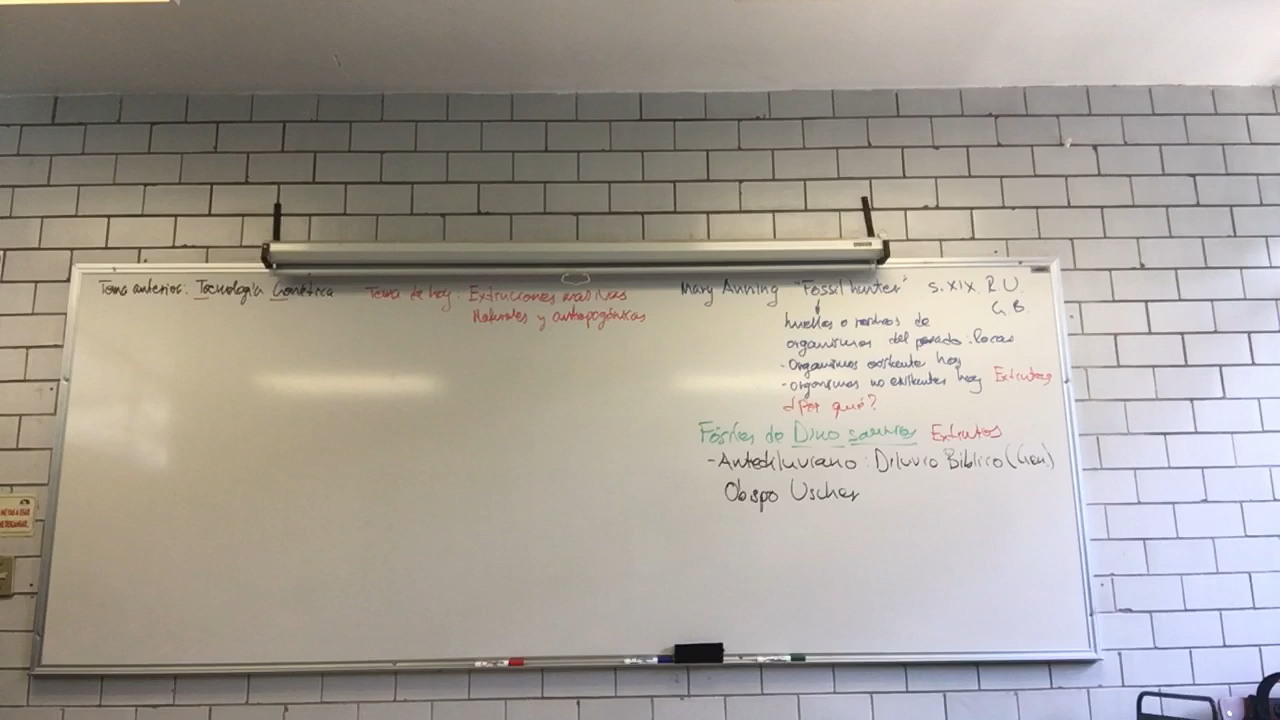 Tema anterior: Tecnología Genética
Tema de hoy: Extinciones masivas
Naturales y antropogénicas
Mary Anning "Fossil hunter" s. XIX R.U.
G.B.
huellas o rastros de
organismos del pasado: rocas
- Organismos existentes hoy
- organismos no existentes hoy Extintos
¿Por qué?
Fósiles de Dinosaurios Extintos
- Antediluviano: Diluvio Bíblico (Gen.)
Obispo Uscher